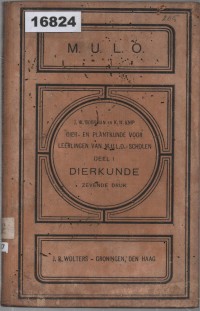 16824
M.U.L.O.
DIER- EN PLANTKUNDE VOOR
LEERLINGEN VAN M.U.L.O.-SCHOLEN
DEEL I
DIERKUNDE
ZEVENDE DRUK
J. B. WOLTERS – GRONINGEN, DEN HAAG